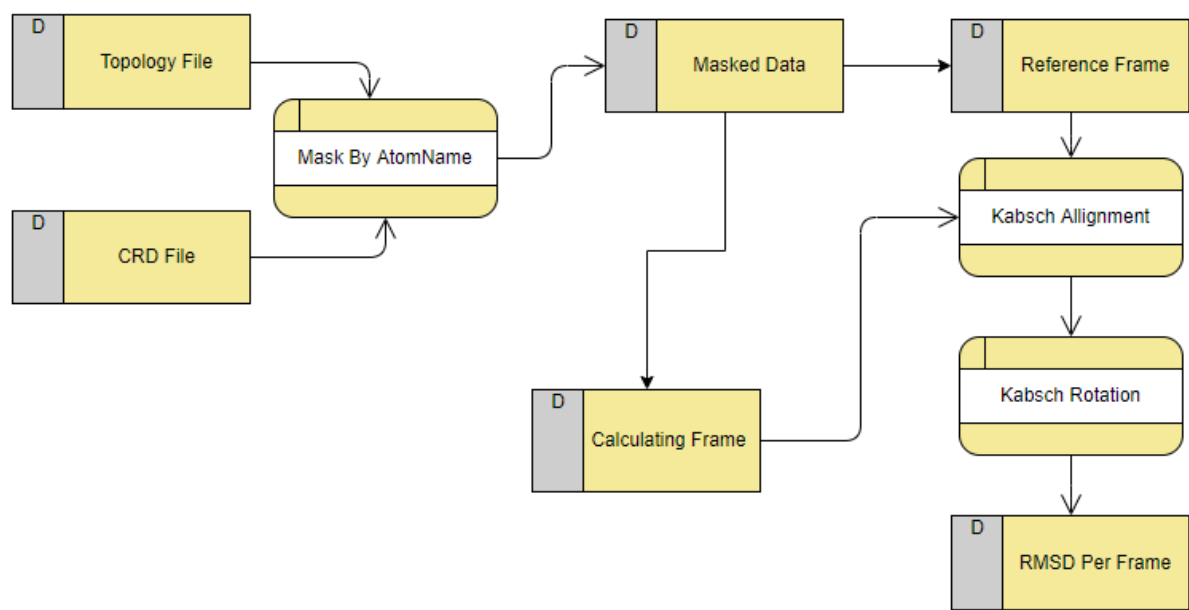 D
Topology File
D
Masked Data
D
Reference Frame
Mask By AtomName
Kabsch Allignment
D
CRD File
Kabsch Rotation
D
Calculating Frame
D
RMSD Per Frame